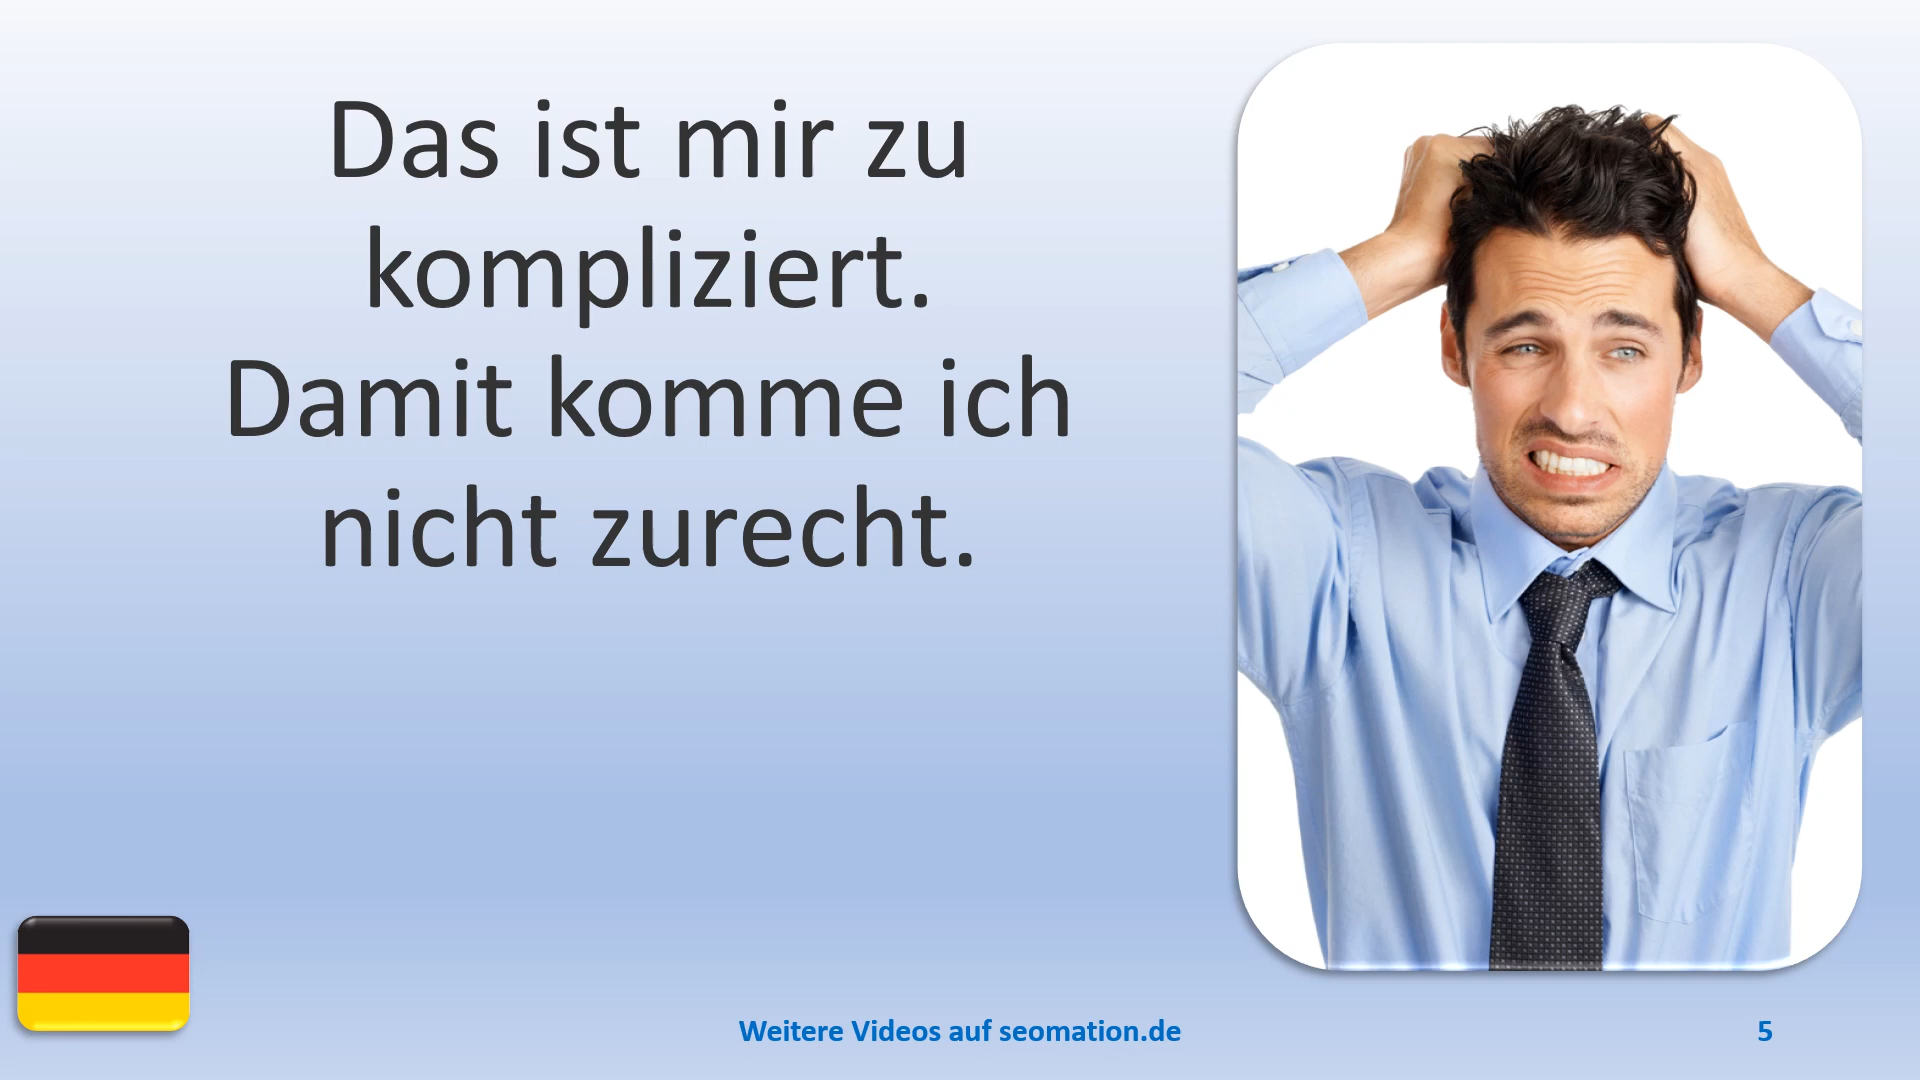 Das ist mir zu
kompliziert.
Damit komme ich
nicht zurecht.
Weitere Videos auf seomation.de
5